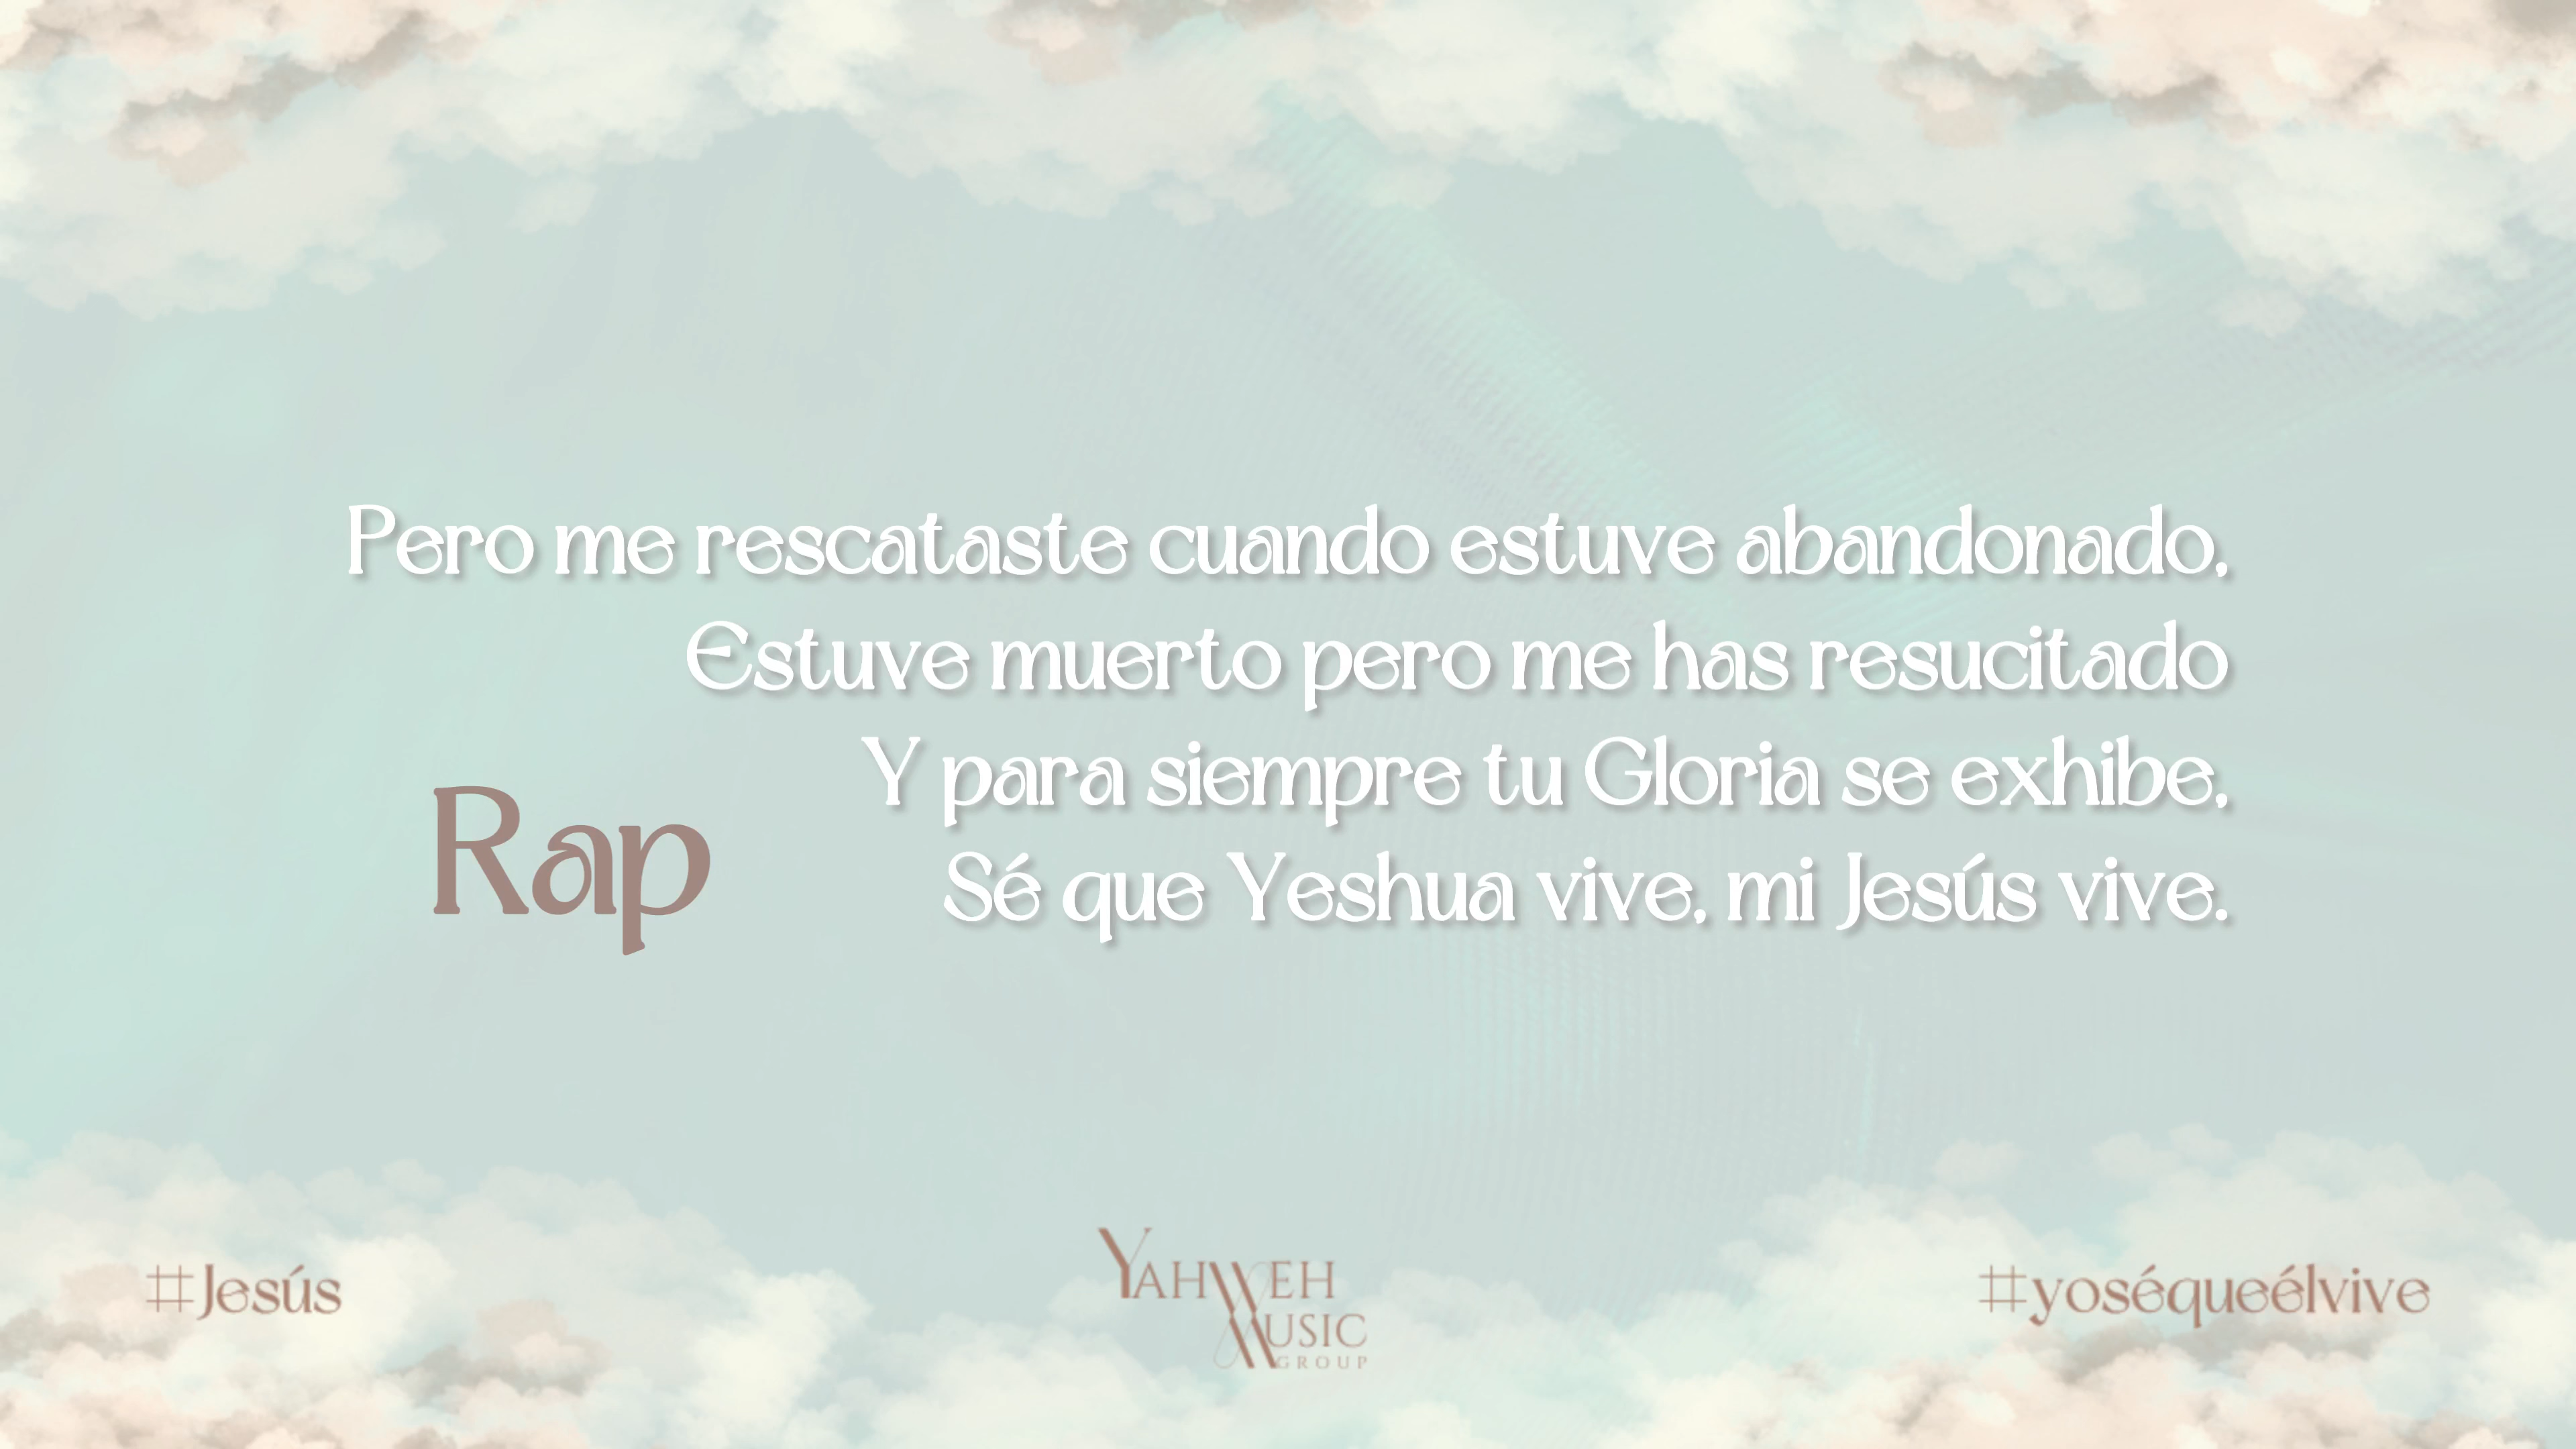 Pero me rescataste cuando estuve abandonado,
Estuve muerto pero me has resucitado
Y para siempre tu Gloria se exhibe,
Sé que Yeshua vive, mi Jesús vive.
Rap
#Jesús
YAHWEH
MUSIC
GROUP
#yoséqueélvive